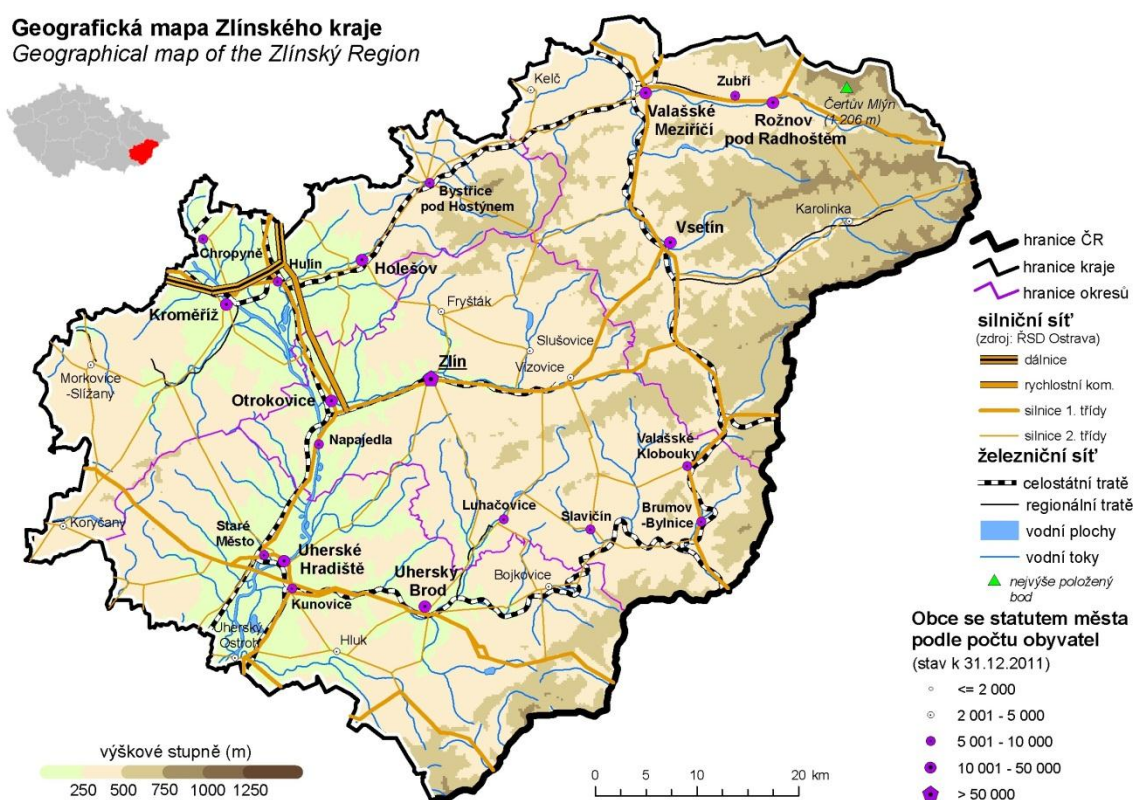 Geografická mapa Zlínského kraje
Geographical map of the Zlínský Region
Kelč
Zubří
Valašské
Meziříčí
Čertův Mlýn
(1 206 m)
Rožnov
pod Radhoštěm
Bystřice
pod Hostýnem
Karolinka
Vsetín
Chropyně
Hulín
Holešov
Kroměříž
Fryšták
Slušovice
Zlín
Vizovice
Morkovice
-Slížany
Otrokovice
Napajedla
Valašské
Klobouky
Luhačovice
Slavičín
Brumov
-Bylnice
Koryčany
Staré
Město
Uherské
Hradiště
Uherský
Brod
Bojkovice
Kunovice
Uherský
Ostroh
Hluk
hranice ČR
hranice kraje
hranice okresů
silniční síť
(zdroj: ŘSD Ostrava)
dálnice
rychlostní kom.
silnice 1. třídy
silnice 2. třídy
železniční síť
celostátní tratě
regionální tratě
vodní plochy
vodní toky
nejvýše položený
bod
Obce se statutem města
podle počtu obyvatel
(stav k 31.12.2011)
<= 2 000
2 001 - 5 000
5 001 - 10 000
10 001 - 50 000
> 50 000
výškové stupně (m)
250 500 750 1000 1250
0 5 10 20 km